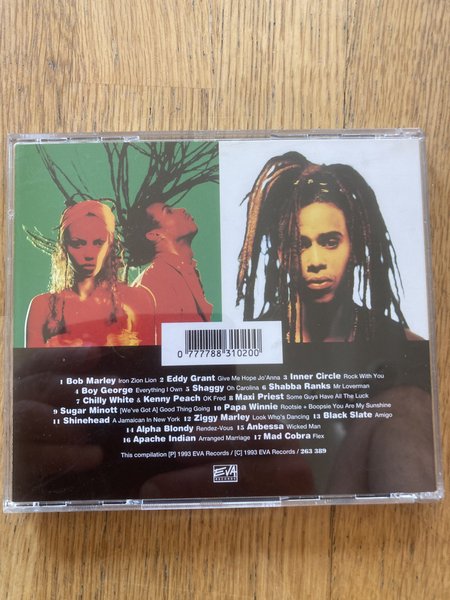 0 777788 310200
1 Bob Marley Iron Zion Lion 2 Eddy Grant Give Me Hope Jo'Anna 3 Inner Circle Rock With You
4 Boy George Everything I Own 5 Shaggy Oh Carolina 6 Shabba Ranks Mr Loverman
7 Chilly White & Kenny Peach OK Fred 8 Maxi Priest Some Guys Have All The Luck
9 Sugar Minott [We've Got A] Good Thing Going 10 Papa Winnie Rootsie + Boopsie You Are My Sunshine
11 Shinehead A Jamaican In New York 12 Ziggy Marley Look Who's Dancing 13 Black Slate Amigo
14 Alpha Blondy Rendez-Vous 15 Anbessa Wicked Man
16 Apache Indian Arranged Marriage 17 Mad Cobra Flex
This compilation [P] 1993 EVA Records / [C] 1993 EVA Records / 263 389
EVA
RECORDS